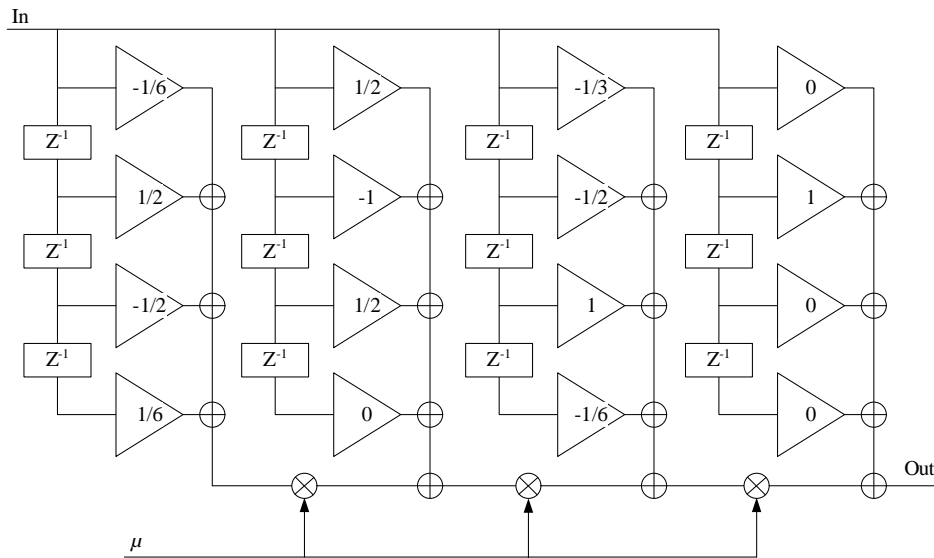 In
-1/6 1/2 -1/3 0
Z-1 Z-1 Z-1 Z-1
1/2 -1 -1/2 1
Z-1 Z-1 Z-1 Z-1
-1/2 1/2 1 0
Z-1 Z-1 Z-1 Z-1
1/6 0 -1/6 0
Out
μ